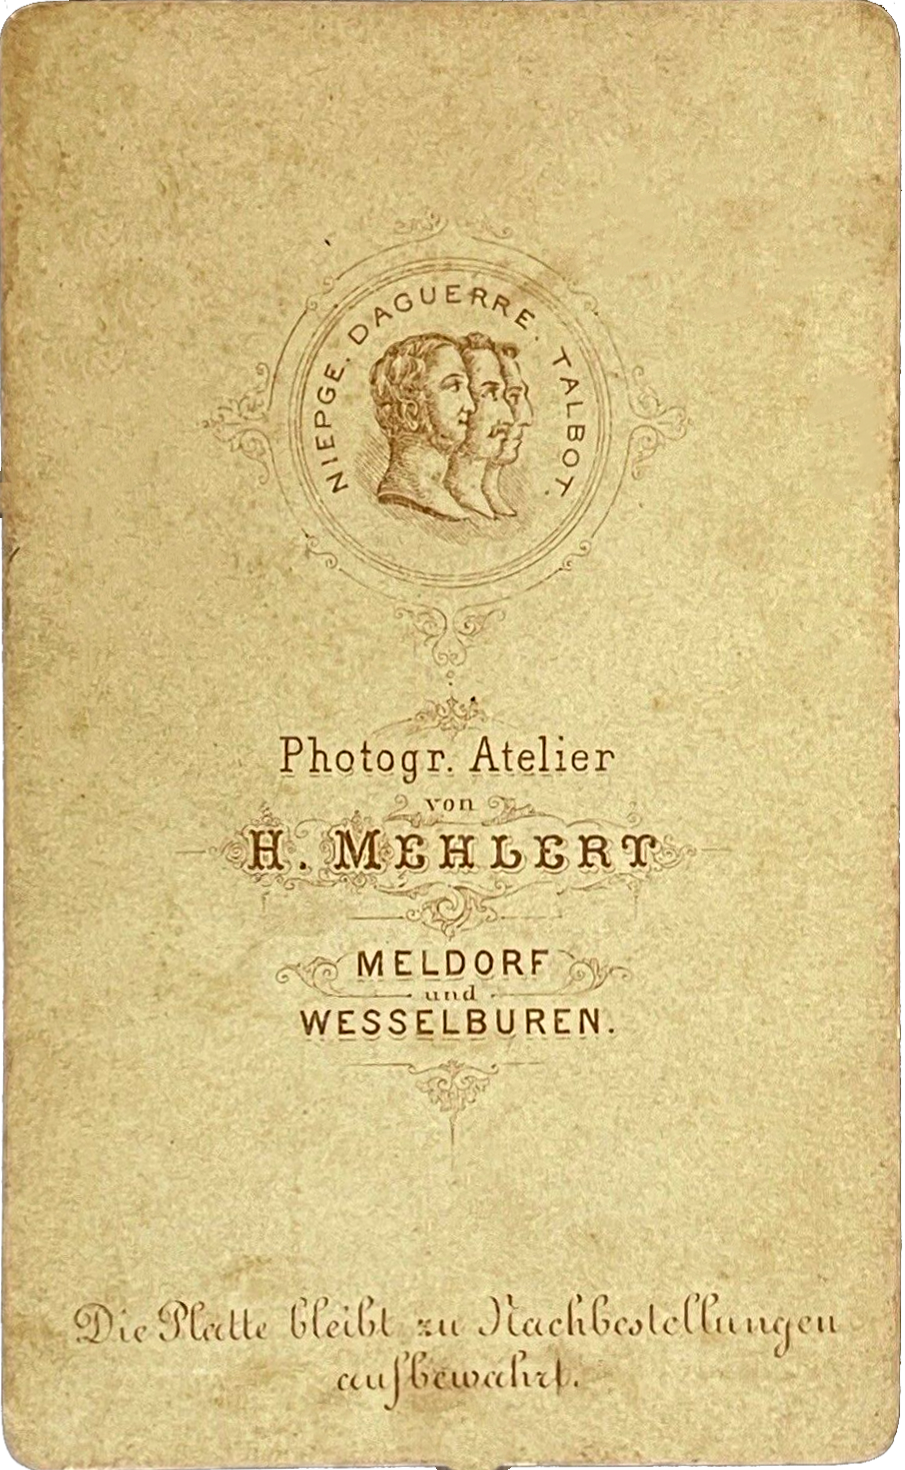 NIEPGE. DAGUERRE. TALBOT.
Photogr. Atelier
von
H. MEHLERT
MELDORF
und
WESSELBUREN.
Die Platte bleibt zu Nachbestellungen
aufbewahrt.